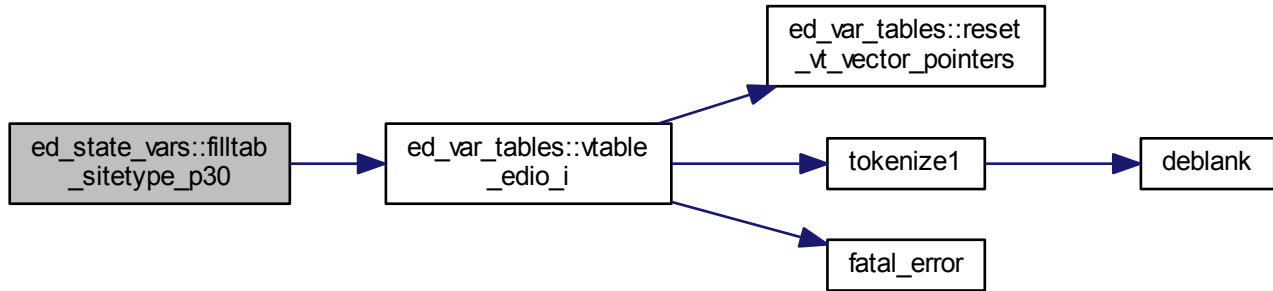 ed_state_vars::filltab
_sitetype_p30
ed_var_tables::vtable
_edio_i
ed_var_tables::reset
_vt_vector_pointers
tokenize1
deblank
fatal_error